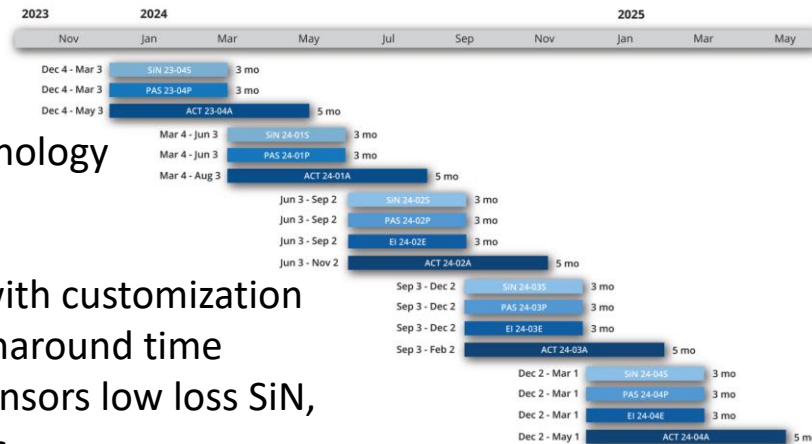 2023 2024 2025
Nov Jan Mar May Jul Sep Nov Jan Mar May
Dec 4 - Mar 3 SiN 23-04S 3 mo
Dec 4 - Mar 3 PAS 23-04P 3 mo
Dec 4 - May 3 ACT 23-04A 5 mo
Mar 4 - Jun 3 SiN 24-01S 3 mo
Mar 4 - Jun 3 PAS 24-01P 3 mo
Mar 4 - Aug 3 ACT 24-01A 5 mo
Jun 3 - Sep 2 SiN 24-02S 3 mo
Jun 3 - Sep 2 PAS 24-02P 3 mo
Jun 3 - Sep 2 EI 24-02E 3 mo
Jun 3 - Nov 2 ACT 24-02A 5 mo
with customization
Sep 3 - Dec 2 SiN 24-03S 3 mo
Sep 3 - Dec 2 PAS 24-03P 3 mo
Sep 3 - Dec 2 EI 24-03E 3 mo
Sep 3 - Feb 2 ACT 24-03A 5 mo
time
low loss SiN,
Dec 2 - Mar 1 SiN 24-04S 3 mo
Dec 2 - Mar 1 PAS 24-04P 3 mo
Dec 2 - Mar 1 EI 24-04E 3 mo
Dec 2 - May 1 ACT 24-04A